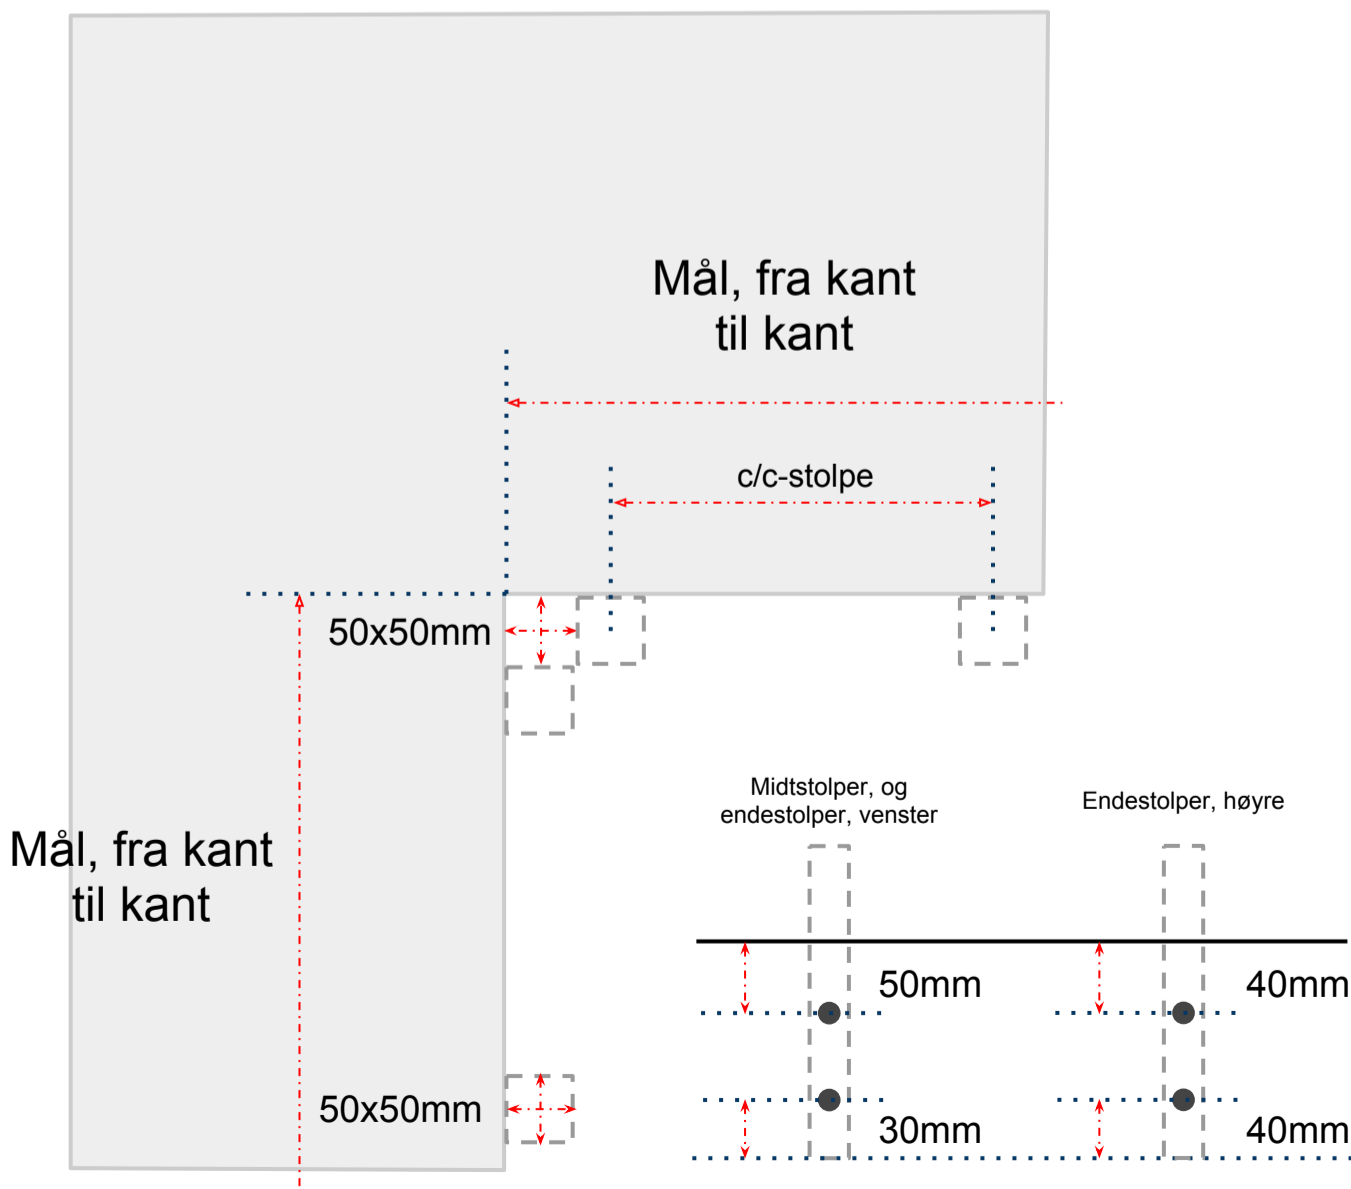 Mål, fra kant
til kant
c/c-stolpe
50x50mm
Midtstolper, og
endestolper, venster
Endestolper, høyre
Mål, fra kant
til kant
50mm
40mm
50x50mm
30mm
40mm